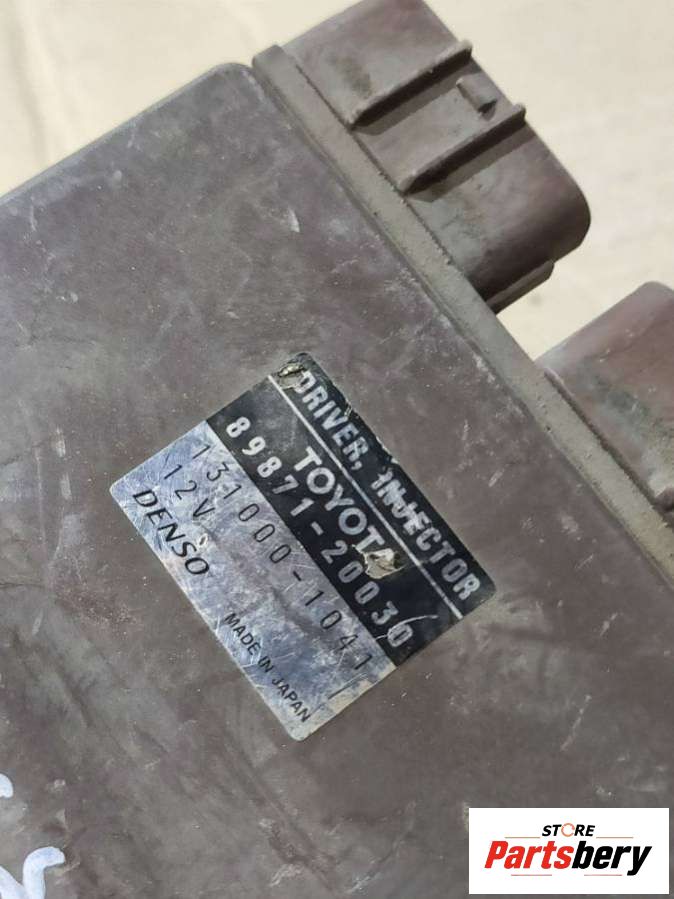 DRIVER, INJECTOR
TOYOTA
89871-20030
131000-1041
12V
DENSO
MADE IN JAPAN
STORE
Partsbery